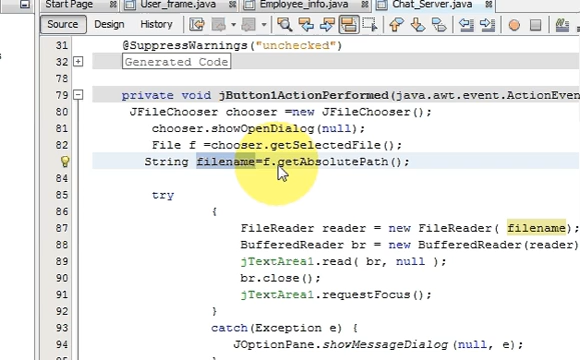 Start Page User_frame.java Employee_info.java Chat_Server.java
Source Design History
31 @SuppressWarnings("unchecked")
32 Generated Code
78
79 private void jButton1ActionPerformed(java.awt.event.ActionEven
80 JFileChooser chooser =new JFileChooser();
81 chooser.showOpenDialog(null);
82 File f =chooser.getSelectedFile();
String filename=f.getAbsolutePath();
84
85 try
86 {
87 FileReader reader = new FileReader( filename);
88 BufferedReader br = new BufferedReader(reader)
89 jTextArea1.read( br, null );
90 br.close();
91 jTextArea1.requestFocus();
92 }
93 catch(Exception e) {
94 JOptionPane.showMessageDialog(null, e);
95 }